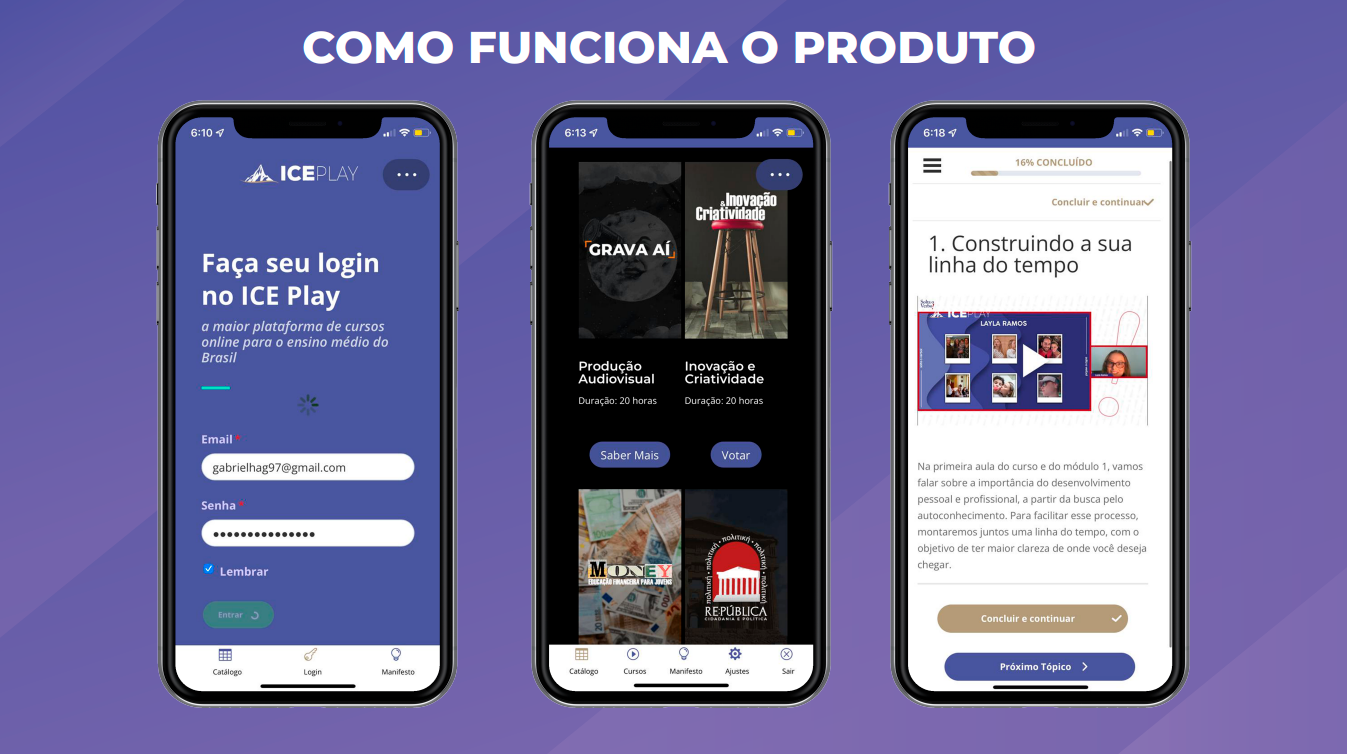 COMO FUNCIONA O PRODUTO
6:10
ICEPLAY
Faça seu login
no ICE Play
a maior plataforma de cursos
online para o ensino médio do
Brasil
Email *
gabrielhag97@gmail.com
Senha *
Lembrar
Entrar
Catálogo
Login
Manifesto
6:13
GRAVA AÍ
Inovação
& Criatividade
Produção
Audiovisual
Duração: 20 horas
Inovação e
Criatividade
Duração: 20 horas
Saber Mais
Votar
MONEY
EDUCAÇÃO FINANCEIRA PARA JOVENS
πολιτική • πολιτική • πολιτική • πολιτική
REPÚBLICA
CIDADANIA E POLÍTICA
Catálogo
Cursos
Manifesto
Ajustes
Sair
6:18
16% CONCLUÍDO
Concluir e continuar
1. Construindo a sua
linha do tempo
ICEPLAY
LAYLA RAMOS
Na primeira aula do curso e do módulo 1, vamos
falar sobre a importância do desenvolvimento
pessoal e profissional, a partir da busca pelo
autoconhecimento. Para facilitar esse processo,
montaremos juntos uma linha do tempo, com o
objetivo de ter maior clareza de onde você deseja
chegar.
Concluir e continuar
Próximo Tópico